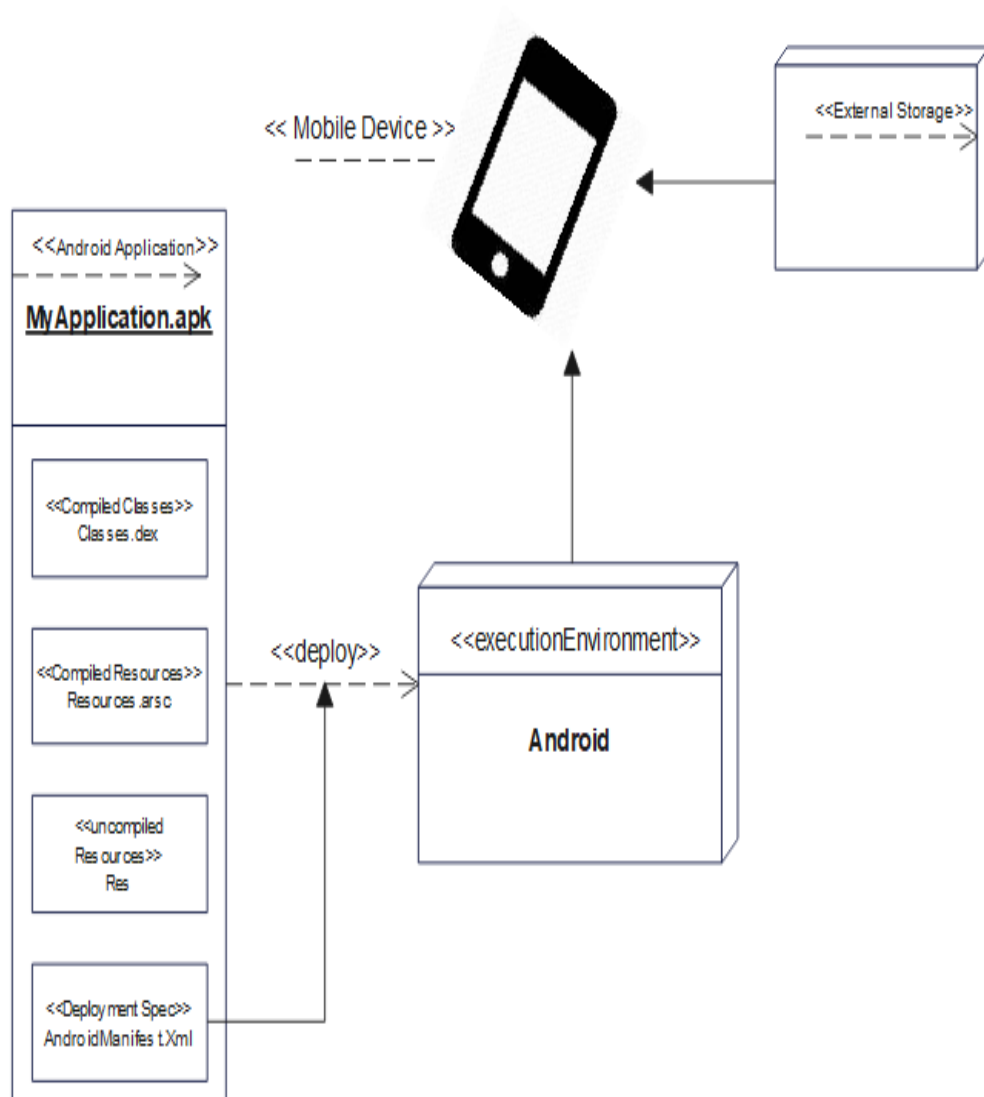 << Mobile Device >>
<<External Storage>>
<<Android Application>>
MyApplication.apk
<<Compiled Classes>>
Classes.dex
<<Compiled Resources>>
Resources.arsc
<<uncompiled
Resources>>
Res
<<Deployment Spec>>
AndroidManifest.Xml
<<deploy>>
<<executionEnvironment>>
Android